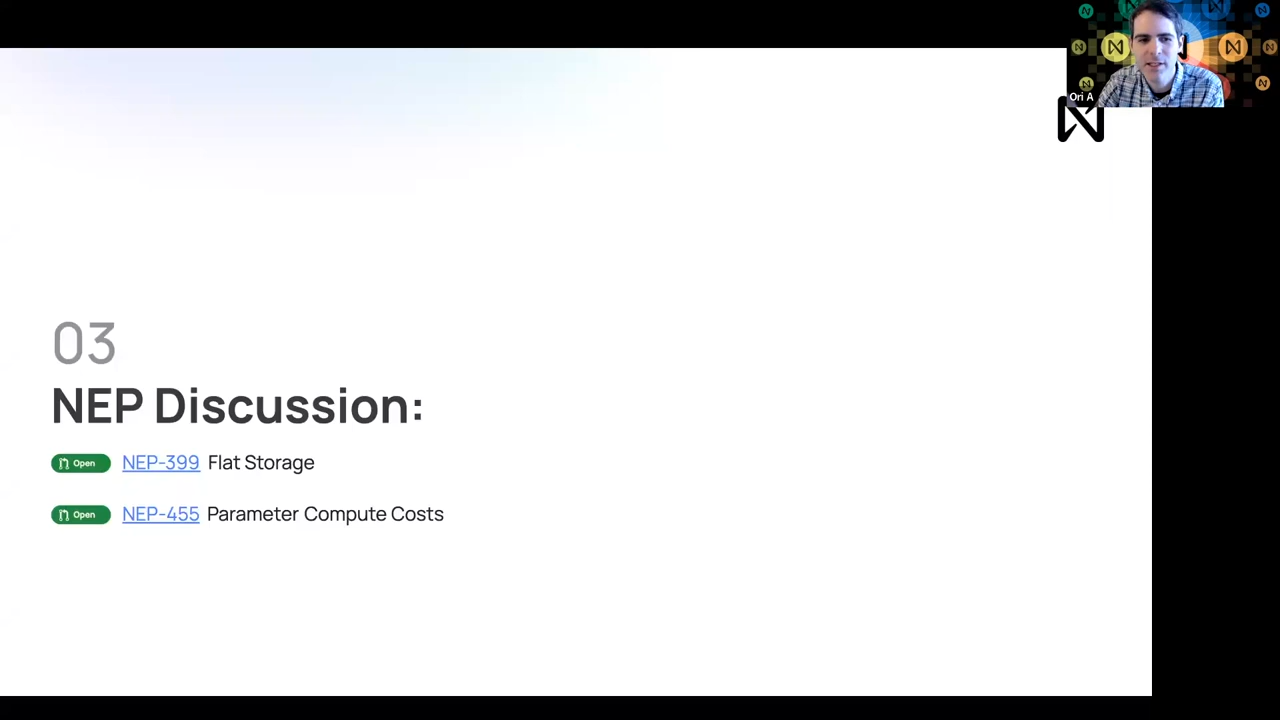 Ori A
03
NEP Discussion:
Open NEP-399 Flat Storage
Open NEP-455 Parameter Compute Costs